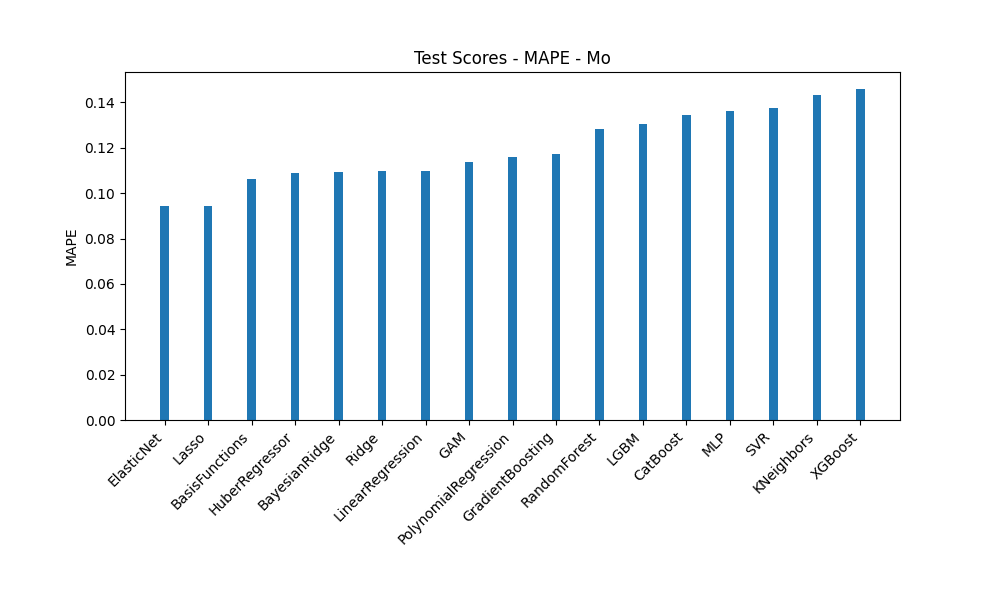 Test Scores - MAPE - Mo
MAPE
0.14
0.12
0.10
0.08
0.06
0.04
0.02
0.00
ElasticNet
Lasso
BasisFunctions
HuberRegressor
BayesianRidge
Ridge
LinearRegression
GAM
PolynomialRegression
GradientBoosting
RandomForest
LGBM
CatBoost
MLP
SVR
KNeighbors
XGBoost